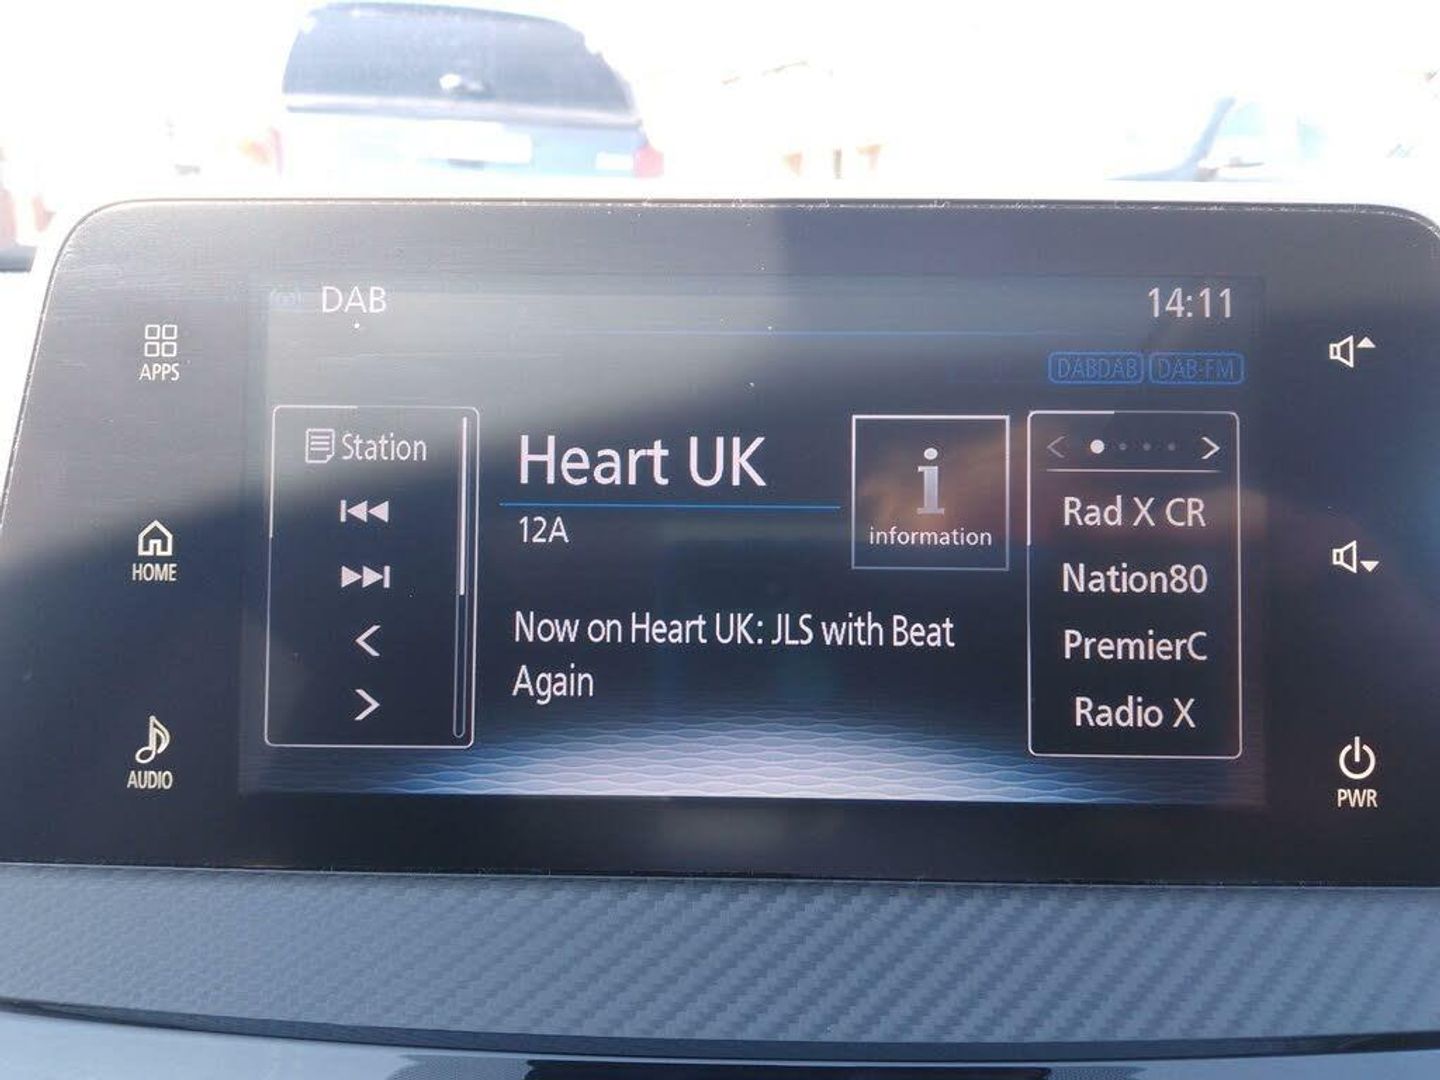 DAB
14:11
APPS
DABDAB DAB-FM
Station
Heart UK
12A
information
Rad X CR
Nation80
PremierC
Radio X
HOME
Now on Heart UK: JLS with Beat
Again
AUDIO
PWR